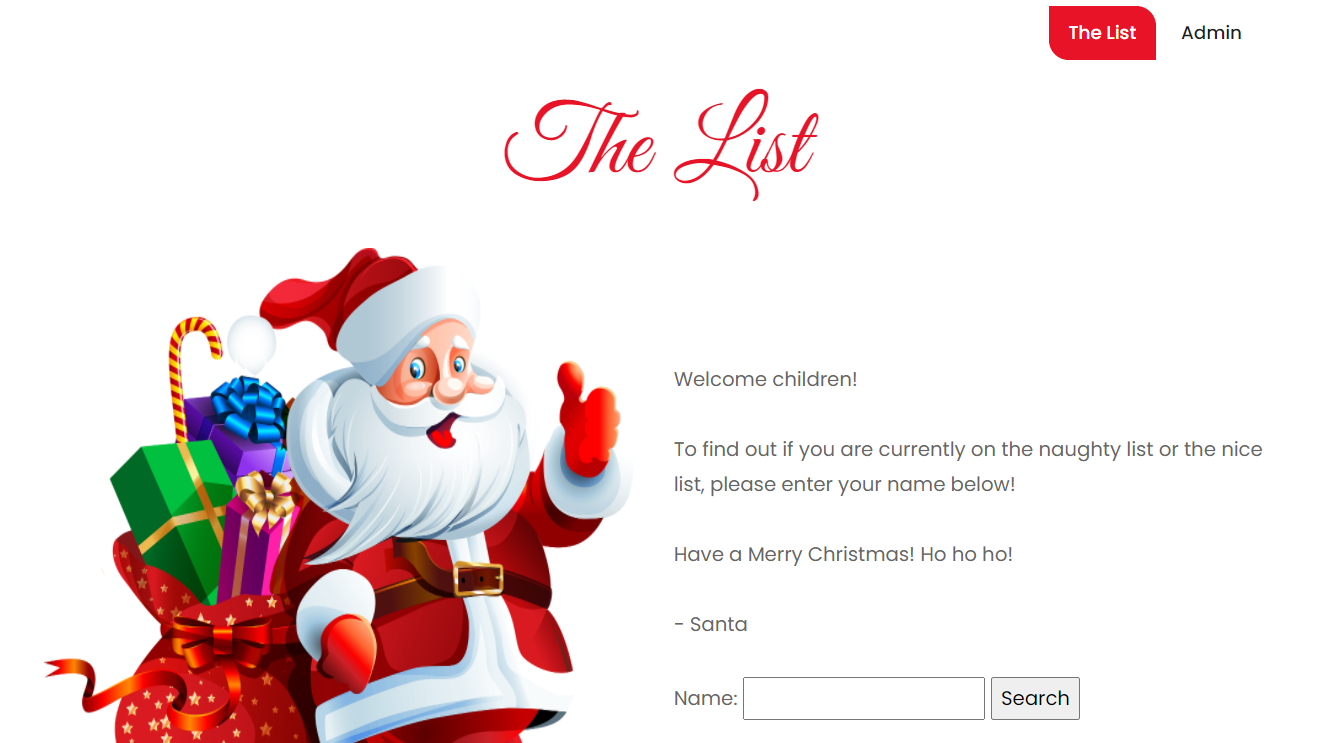 The List
Admin
The List
Welcome children!
To find out if you are currently on the naughty list or the nice
list, please enter your name below!
Have a Merry Christmas! Ho ho ho!
- Santa
Name:
Search